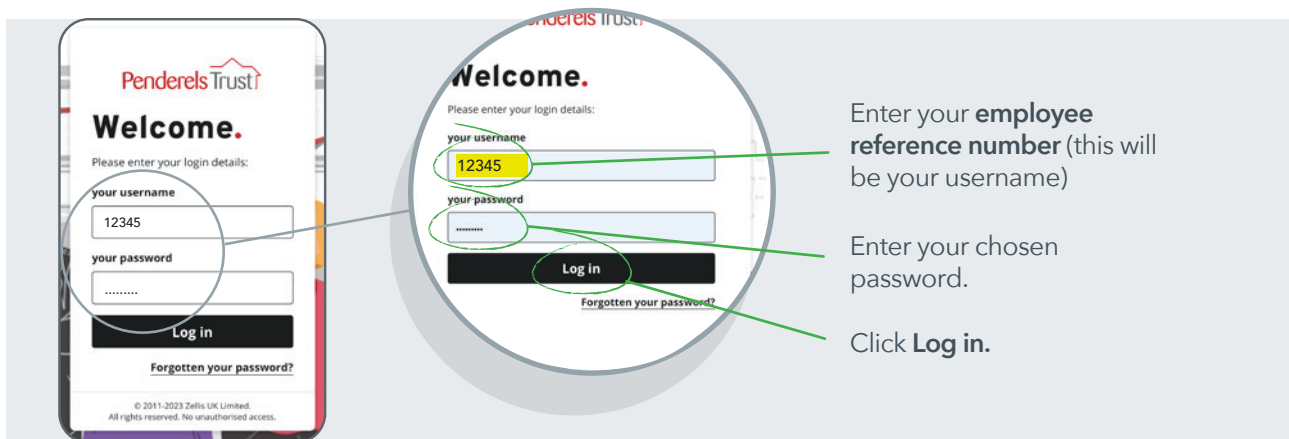 Penderels Trust
Welcome.
Please enter your login details:
your username
12345
your password
.........
Log in
Forgotten your password?
© 2011-2023 Zellis UK Limited.
All rights reserved. No unauthorised access.
Penderels Trust
Welcome.
Please enter your login details:
your username
12345
your password
.........
Log in
Forgotten your password?
Enter your employee
reference number (this will
be your username)
Enter your chosen
password.
Click Log in.